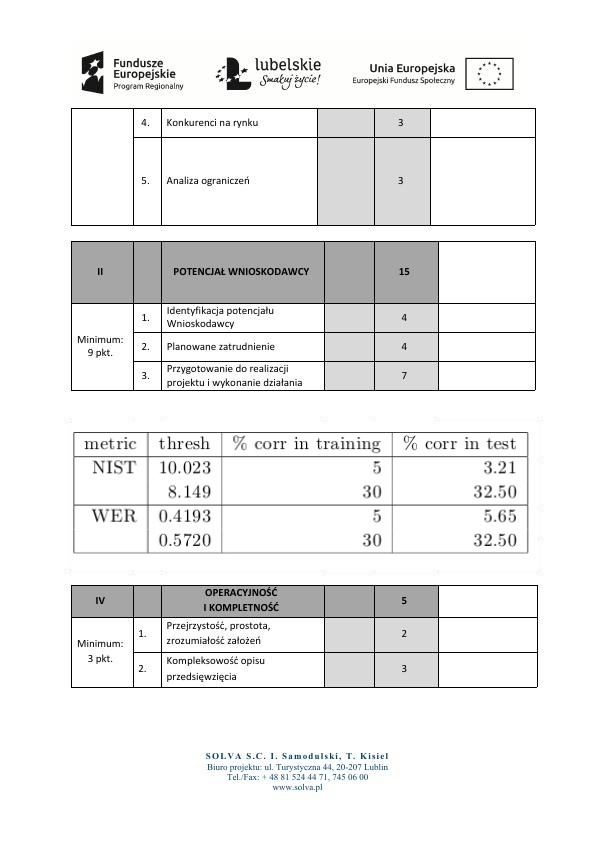 Fundusze
Europejskie
Program Regionalny
lubelskie
Smakuj życie!
Unia Europejska
Europejski Fundusz Społeczny
4. Konkurenci na rynku 3
5. Analiza ograniczeń 3
II POTENCJAŁ WNIOSKODAWCY 15
Minimum:
9 pkt.
1. Identyfikacja potencjału
Wnioskodawcy 4
2. Planowane zatrudnienie 4
3. Przygotowanie do realizacji
projektu i wykonanie działania 7
metric thresh % corr in training % corr in test
NIST 10.023 5 3.21
8.149 30 32.50
WER 0.4193 5 5.65
0.5720 30 32.50
IV OPERACYJNOŚĆ
I KOMPLETNOŚĆ 5
Minimum:
3 pkt.
1. Przejrzystość, prostota,
zrozumiałość założeń 2
2. Kompleksowość opisu
przedsięwzięcia 3
SOLVA S.C. I. Samodulski, T. Kisiel
Biuro projektu: ul. Turystyczna 44, 20-207 Lublin
Tel./Fax: + 48 81 524 44 71, 745 06 00
www.solva.pl